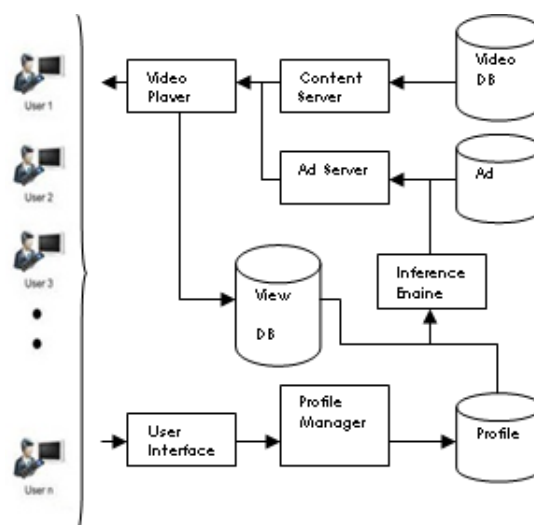 User 1
User 2
User 3
User n
Video
Player
Content
Server
Video
DB
Ad Server
Ad
Inference
Engine
View
DB
User
Interface
Profile
Manager
Profile